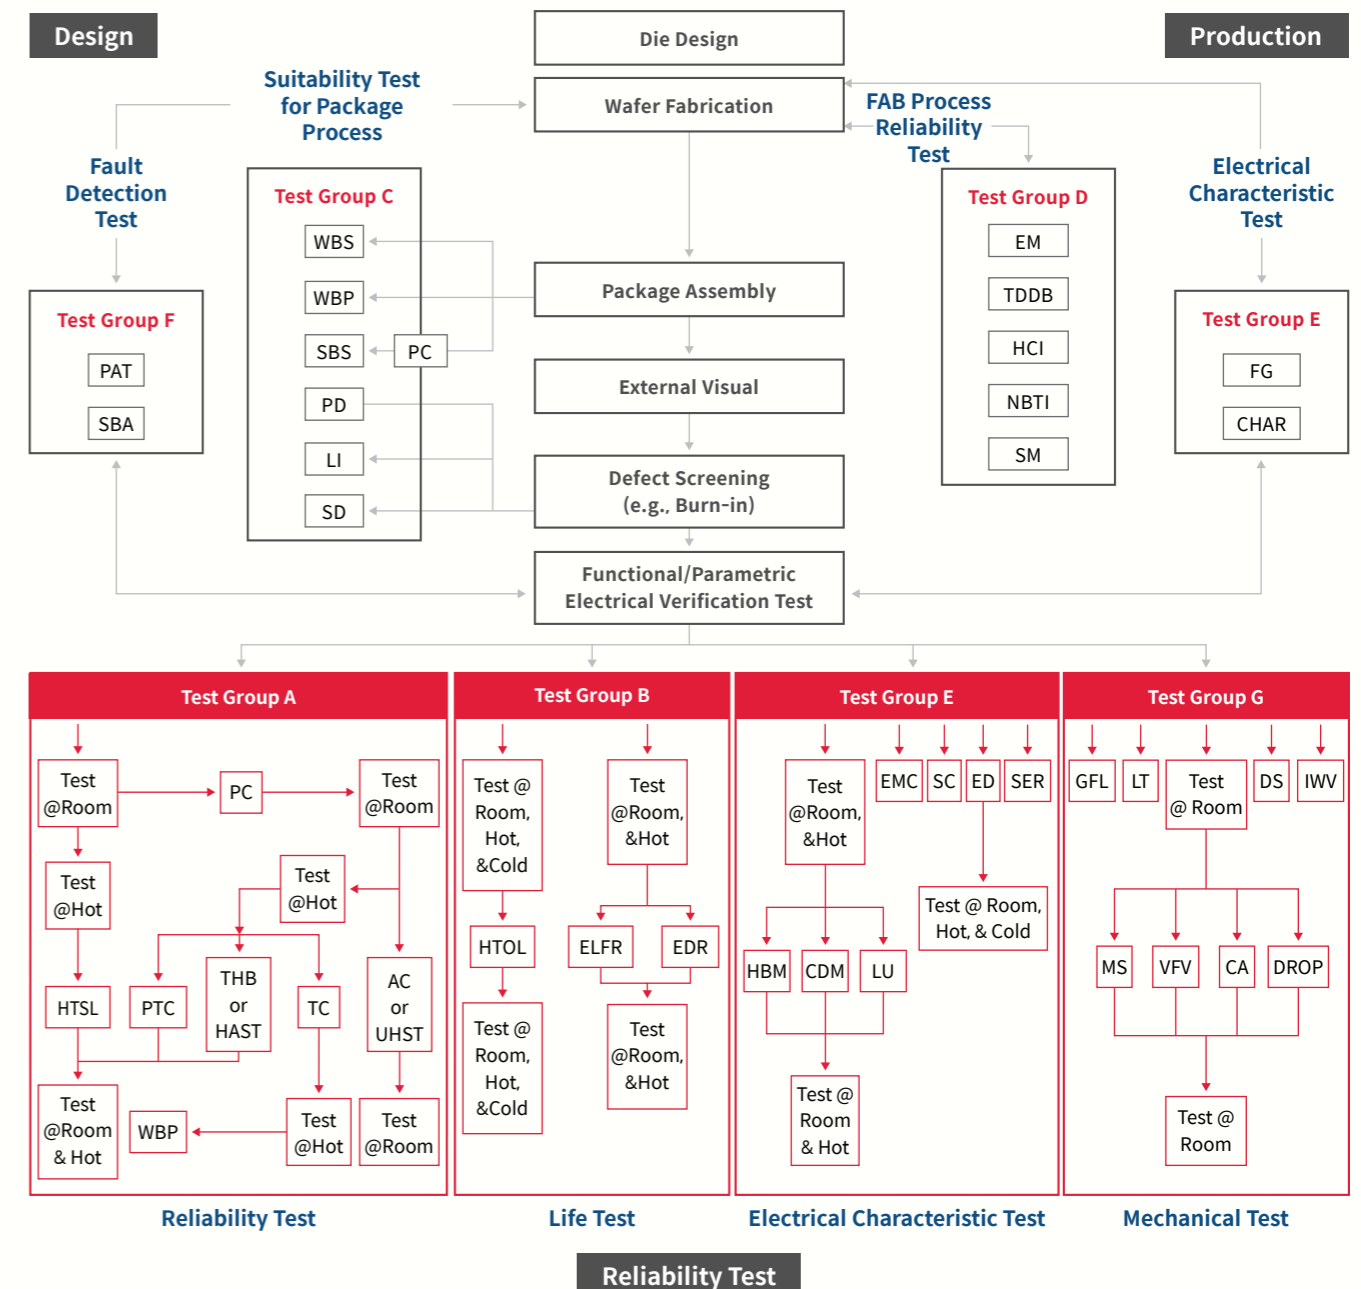 Design
Die Design
Production
Suitability Test
for Package
Process
Wafer Fabrication
FAB Process
Reliability
Test
Fault
Detection
Test
Electrical
Characteristic
Test
Test Group C
WBS
WBP
SBS
PC
PD
LI
SD
Test Group D
EM
TDDB
HCI
NBTI
SM
Package Assembly
Test Group F
PAT
SBA
Test Group E
FG
CHAR
External Visual
Defect Screening
(e.g., Burn-in)
Functional/Parametric
Electrical Verification Test
Test Group A
Test
@Room
PC
Test
@Room
Test
@Hot
Test
@Hot
HTSL
PTC
THB
or
HAST
TC
AC
or
UHST
Test
@Room
& Hot
WBP
Test
@Hot
Test
@Room
Reliability Test
Test Group B
Test @
Room,
Hot,
&Cold
Test
@Room,
&Hot
HTOL
ELFR
EDR
Test @
Room,
Hot,
&Cold
Test
@Room,
&Hot
Life Test
Test Group E
Test
@Room,
&Hot
EMC
SC
ED
SER
Test @ Room,
Hot, & Cold
HBM
CDM
LU
Test @
Room
& Hot
Electrical Characteristic Test
Test Group G
GFL
LT
Test
@ Room
DS
IWV
MS
VFV
CA
DROP
Test @
Room
Mechanical Test
Reliability Test